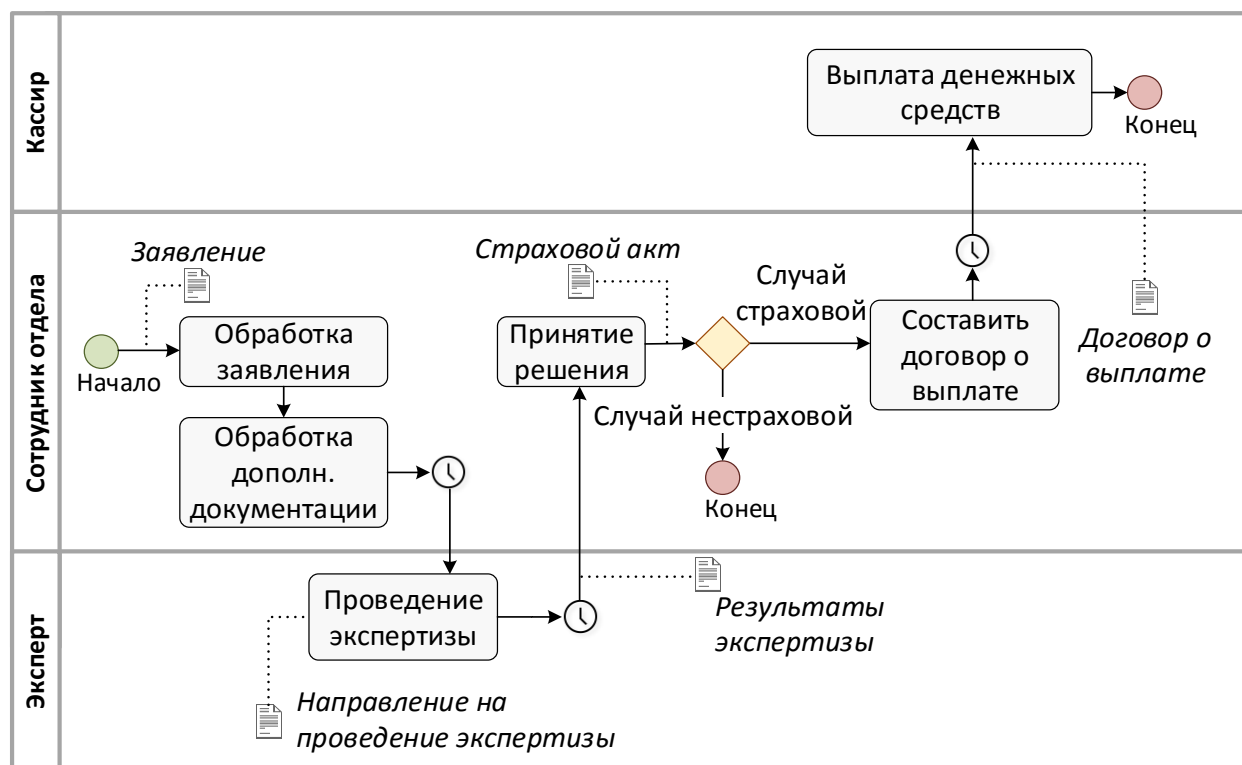 Кассир
Выплата денежных
средств
Конец
Сотрудник отдела
Заявление
Начало
Обработка
заявления
Обработка
дополн.
документации
Страховой акт
Принятие
решения
Случай
страховой
Случай нестраховой
Конец
Составить
договор о
выплате
Договор о
выплате
Эксперт
Проведение
экспертизы
Результаты
экспертизы
Направление на
проведение экспертизы